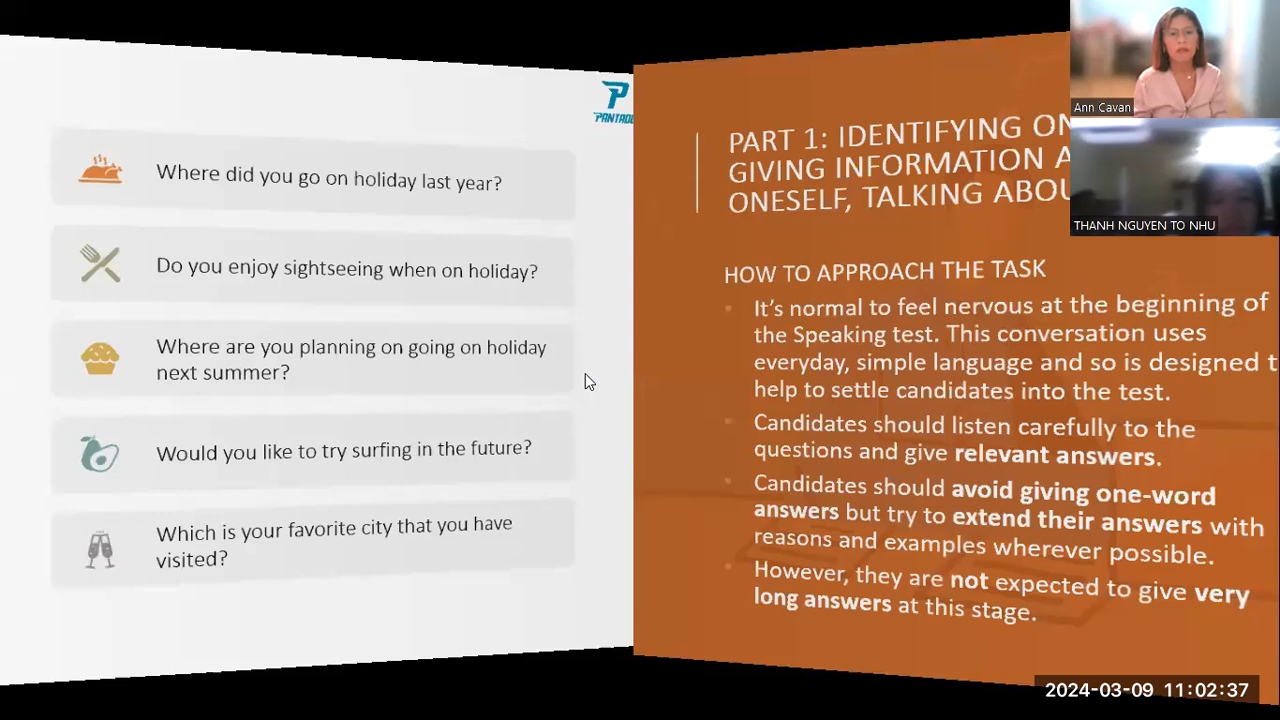 PANTADO
Where did you go on holiday last year?
Do you enjoy sightseeing when on holiday?
Where are you planning on going on holiday
next summer?
Would you like to try surfing in the future?
Which is your favorite city that you have
visited?
PART 1: IDENTIFYING
GIVING INFORMATION
ONESELF, TALKING
HOW TO APPROACH THE TASK
It's normal to feel nervous at the beginning of
the Speaking test. This conversation uses
everyday, simple language and so is designed t
help to settle candidates into the test.
Candidates should listen carefully to the
questions and give relevant answers.
Candidates should avoid giving one-word
answers but try to extend their answers with
reasons and examples wherever possible.
However, they are not expected to give very
long answers at this stage.
Ann Cavan
THANH NGUYEN TO NHU
2024-03-09 11:02:37